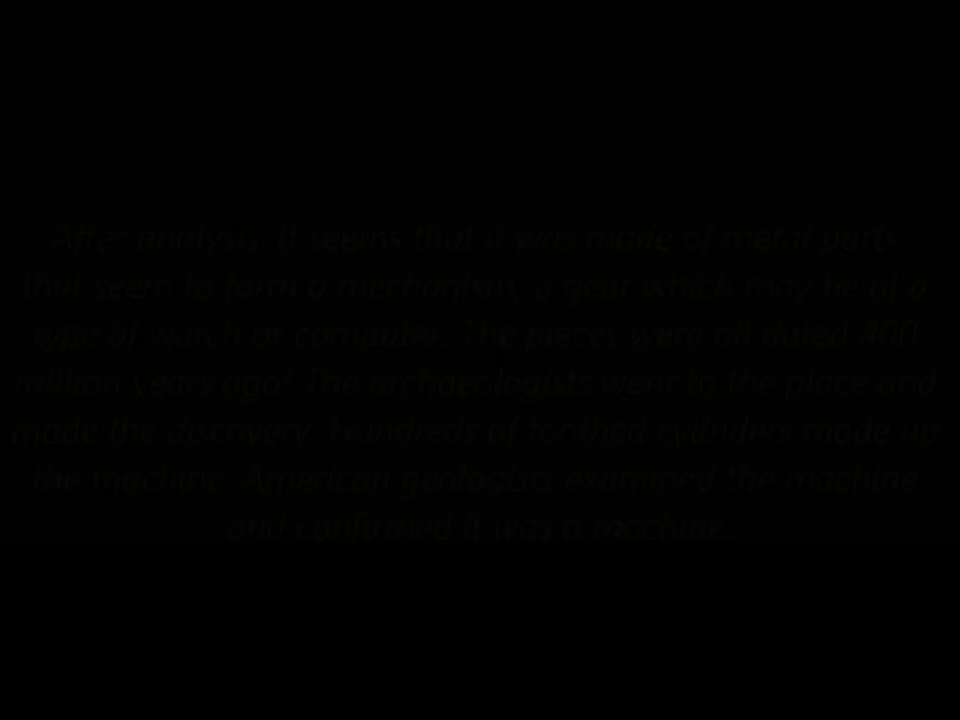 After analysis. It seems that it was made of metal parts
that seem to form a mechanism, a gear which may be of a
type of watch or computer. The pieces were all dated 400
million years ago! The archaeologists went to the place and
made the discovery. Hundreds of toothed cylinders made up
the machine. American geologists examined the machine
will confirmed it was a machine.